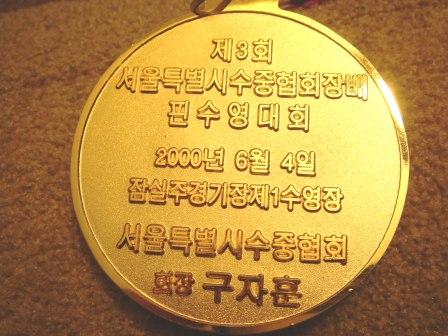 제3회
서울특별시수중협회장배
핀수영대회
2000년 6월 4일
잠실주경기장제1수영장
서울특별시수중협회
회장 구자훈